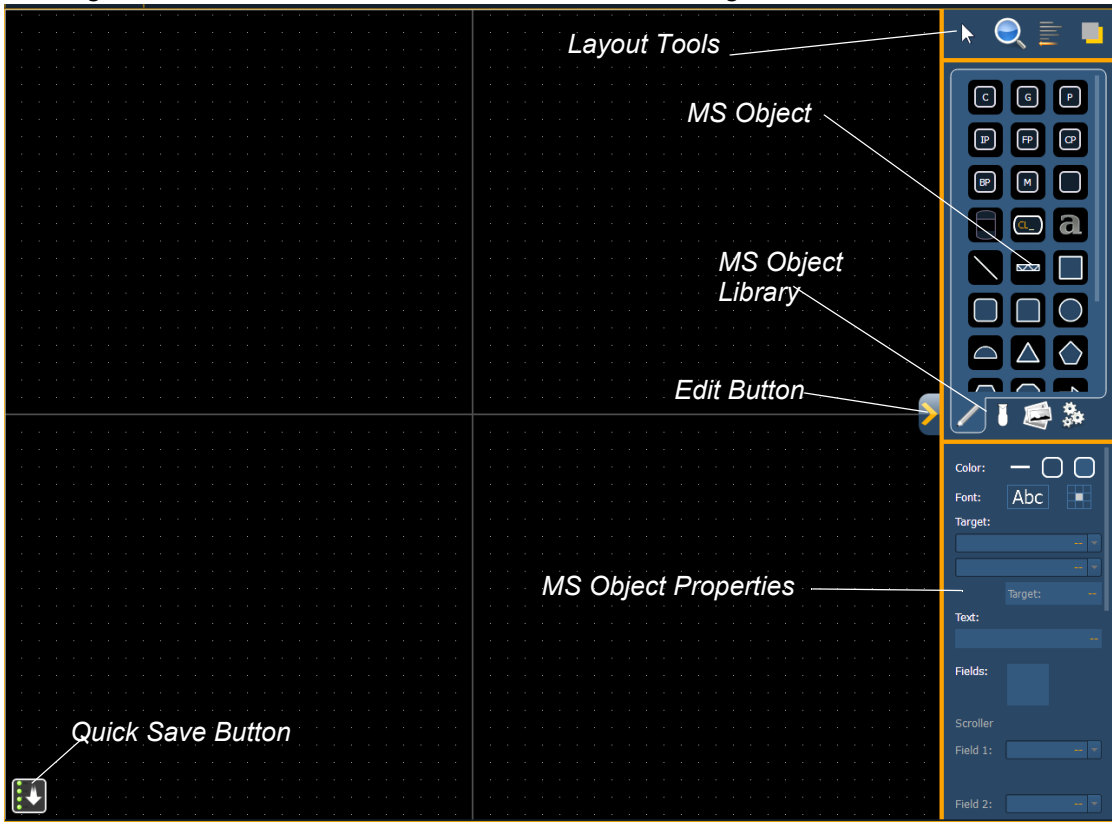 Layout Tools
C G P
MS Object
IP FP CP
BP M
CL_ a
MS Object
Library
Edit Button
Color:
Font: Abc
Target:
--
--
MS Object Properties
Target: --
Text:
--
Fields:
Quick Save Button
Scroller
Field 1: --
Field 2: --